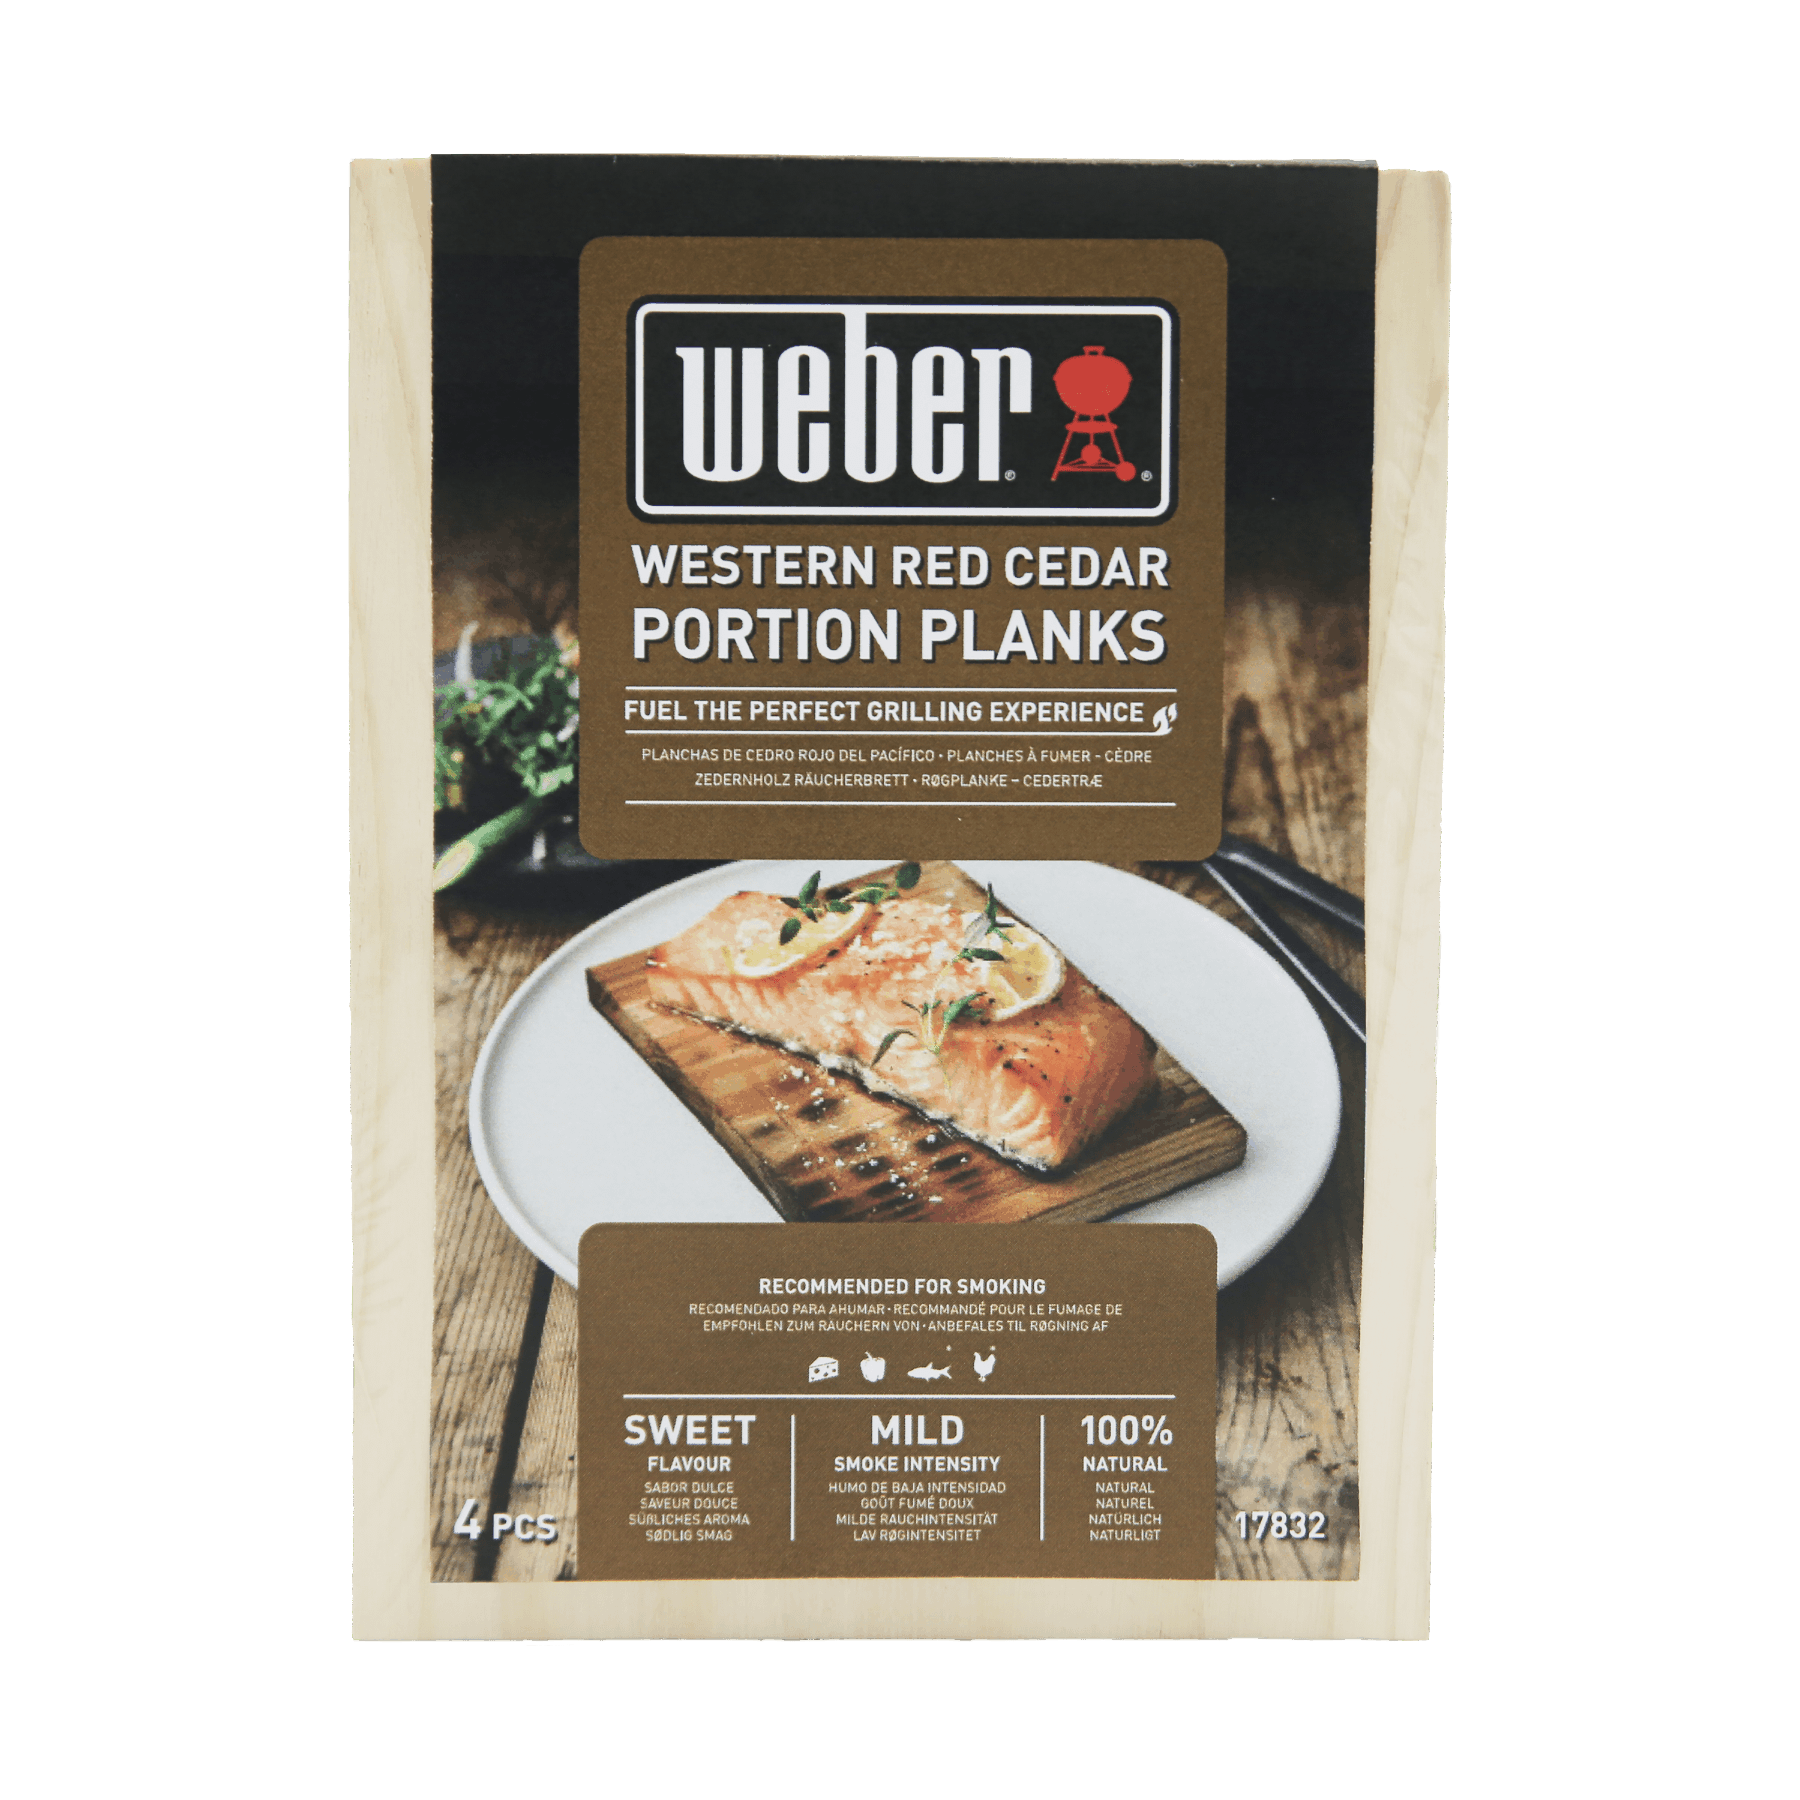 weber® ®
WESTERN RED CEDAR
PORTION PLANKS
FUEL THE PERFECT GRILLING EXPERIENCE
PLANCHAS DE CEDRO ROJO DEL PACÍFICO · PLANCHES À FUMER - CÈDRE
ZEDERNHOLZ RÄUCHERBRETT · RØGPLANKE – CEDERTRÆ
RECOMMENDED FOR SMOKING
RECOMENDADO PARA AHUMAR · RECOMMANDÉ POUR LE FUMAGE DE
EMPFOHLEN ZUM RÄUCHERN VON · ANBEFALES TIL RØGNING AF
SWEET
FLAVOUR
SABOR DULCE
SAVEUR DOUCE
SÜßLICHES AROMA
SØDLIG SMAG
MILD
SMOKE INTENSITY
HUMO DE BAJA INTENSIDAD
GOÛT FUMÉ DOUX
MILDE RAUCHINTENSITÄT
LAV RØGINTENSITET
100%
NATURAL
NATURAL
NATUREL
NATÜRLICH
NATURLIGT
4 PCS
17832